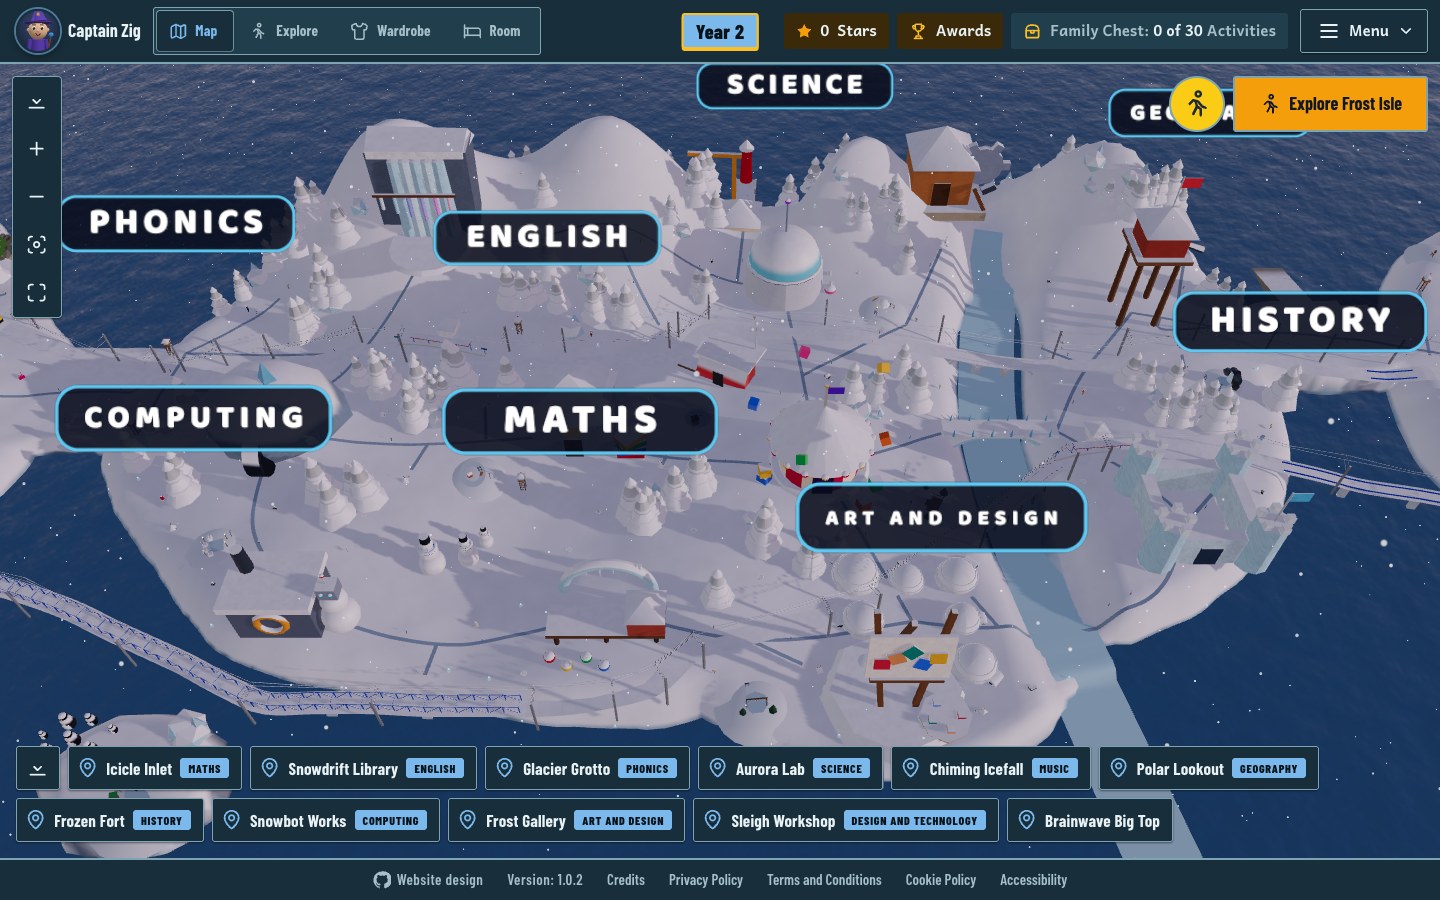 Captain Zig
Map
Explore
Wardrobe
Room
Year 2
0 Stars
Awards
Family Chest: 0 of 30 Activities
Menu
SCIENCE
Explore Frost Isle
PHONICS
ENGLISH
HISTORY
COMPUTING
MATHS
ART AND DESIGN
Icicle Inlet MATHS
Snowdrift Library ENGLISH
Glacier Grotto PHONICS
Aurora Lab SCIENCE
Chiming Icefall MUSIC
Polar Lookout GEOGRAPHY
Frozen Fort HISTORY
Snowbot Works COMPUTING
Frost Gallery ART AND DESIGN
Sleigh Workshop DESIGN AND TECHNOLOGY
Brainwave Big Top
Website design
Version: 1.0.2
Credits
Privacy Policy
Terms and Conditions
Cookie Policy
Accessibility